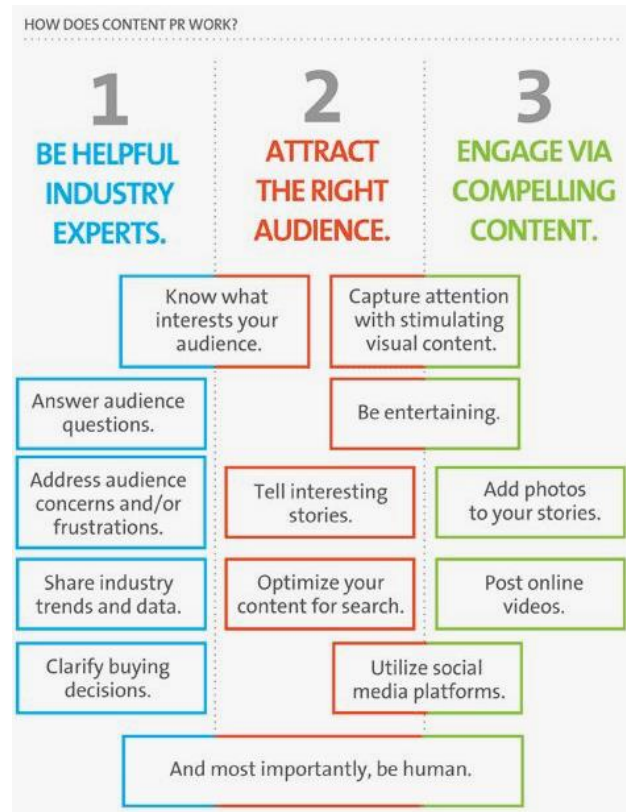 HOW DOES CONTENT PR WORK?
1
BE HELPFUL
INDUSTRY
EXPERTS.
2
ATTRACT
THE RIGHT
AUDIENCE.
3
ENGAGE VIA
COMPELLING
CONTENT.
Know what
interests your
audience.
Capture attention
with stimulating
visual content.
Answer audience
questions.
Be entertaining.
Address audience
concerns and/or
frustrations.
Tell interesting
stories.
Add photos
to your stories.
Share industry
trends and data.
Optimize your
content for search.
Post online
videos.
Clarify buying
decisions.
Utilize social
media platforms.
And most importantly, be human.